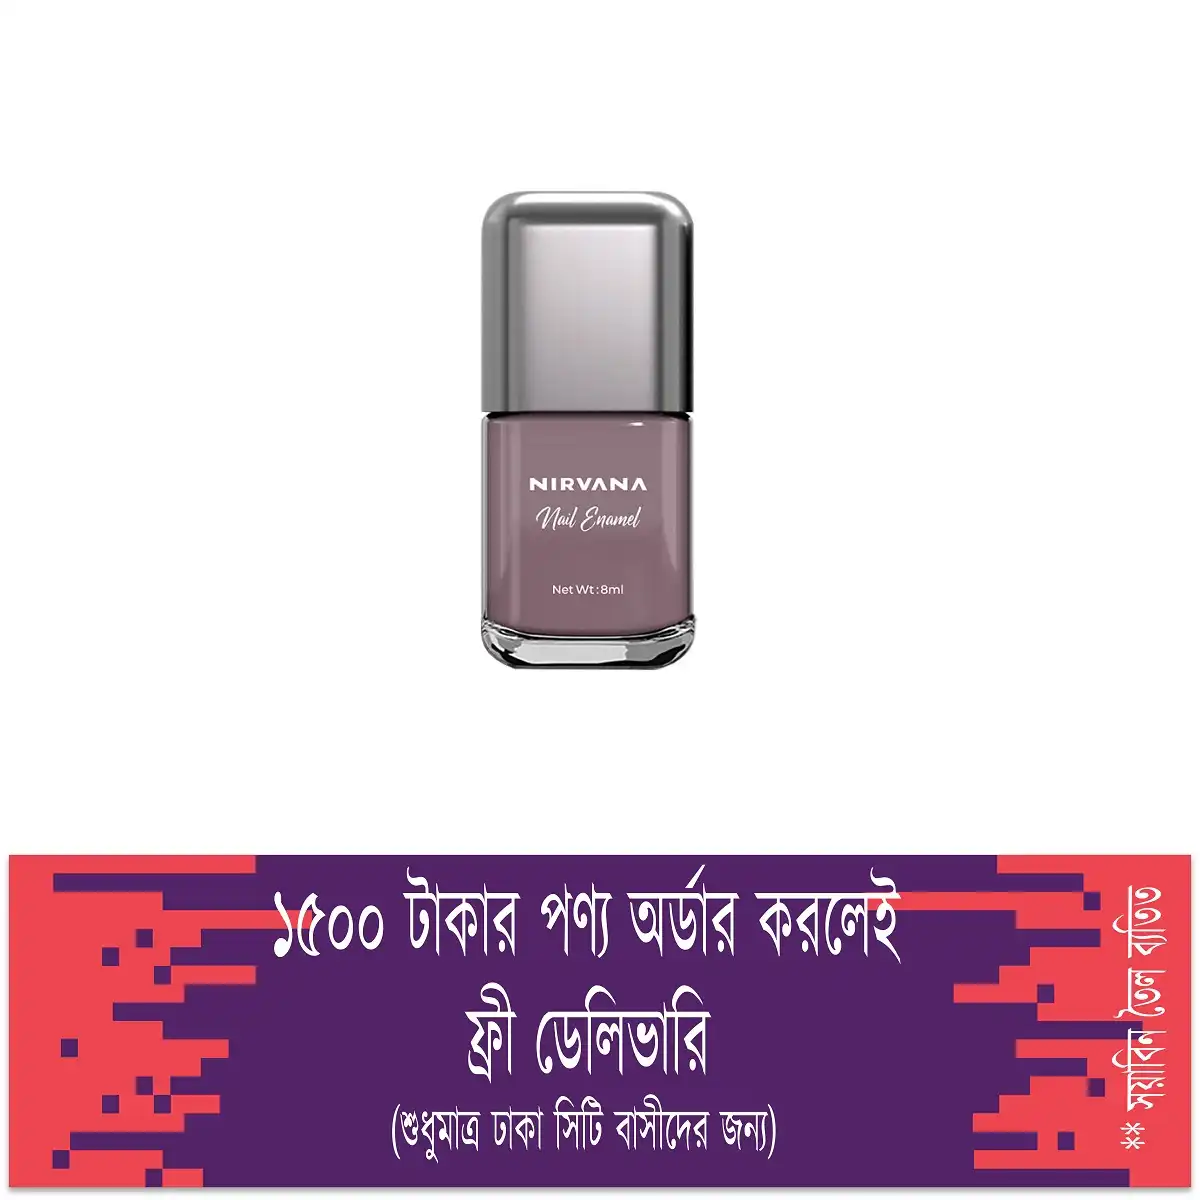 NIRVANA
Nail Enamel
Net Wt:8ml
১৫০০ টাকার পণ্য অর্ডার করলেই
ফ্রী ডেলিভারি
(শুধুমাত্র ঢাকা সিটি বাসীদের জন্য)
** সয়াবিন তৈল ব্যতিত